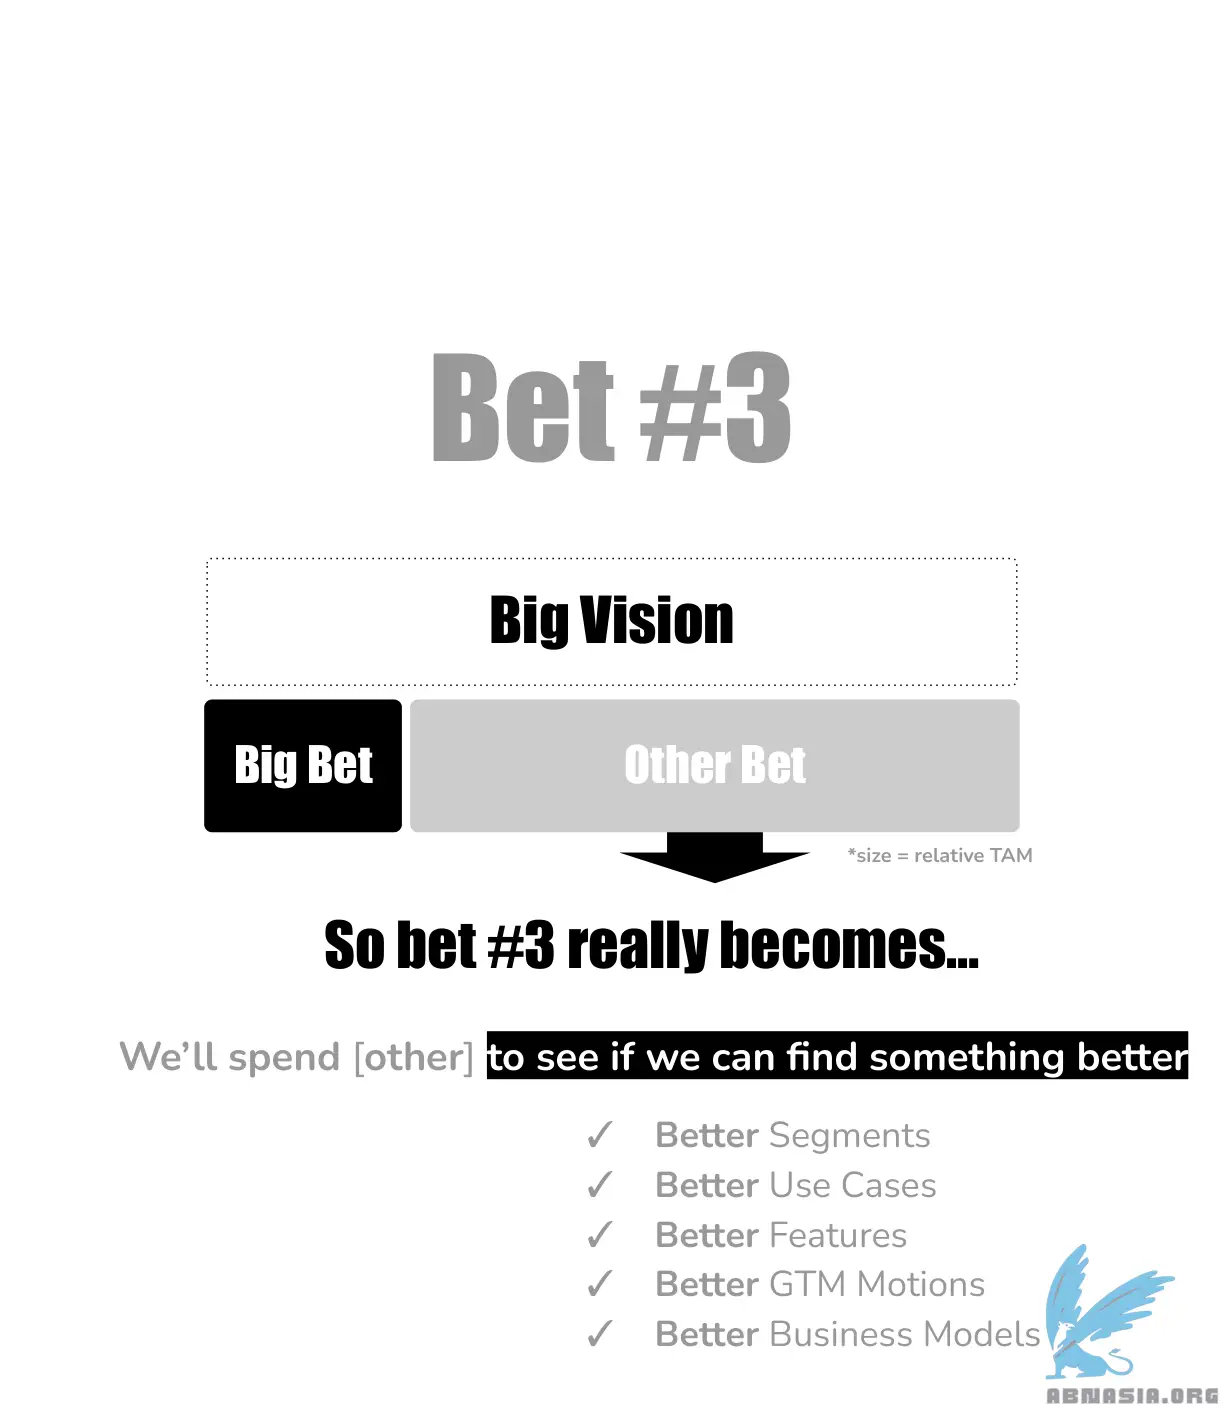 Bet #3
Big Vision
Big Bet
Other Bet
*size = relative TAM
So bet #3 really becomes...
We’ll spend [other] to see if we can find something better
✓ Better Segments
✓ Better Use Cases
✓ Better Features
✓ Better GTM Motions
✓ Better Business Models
ABNASIA.ORG